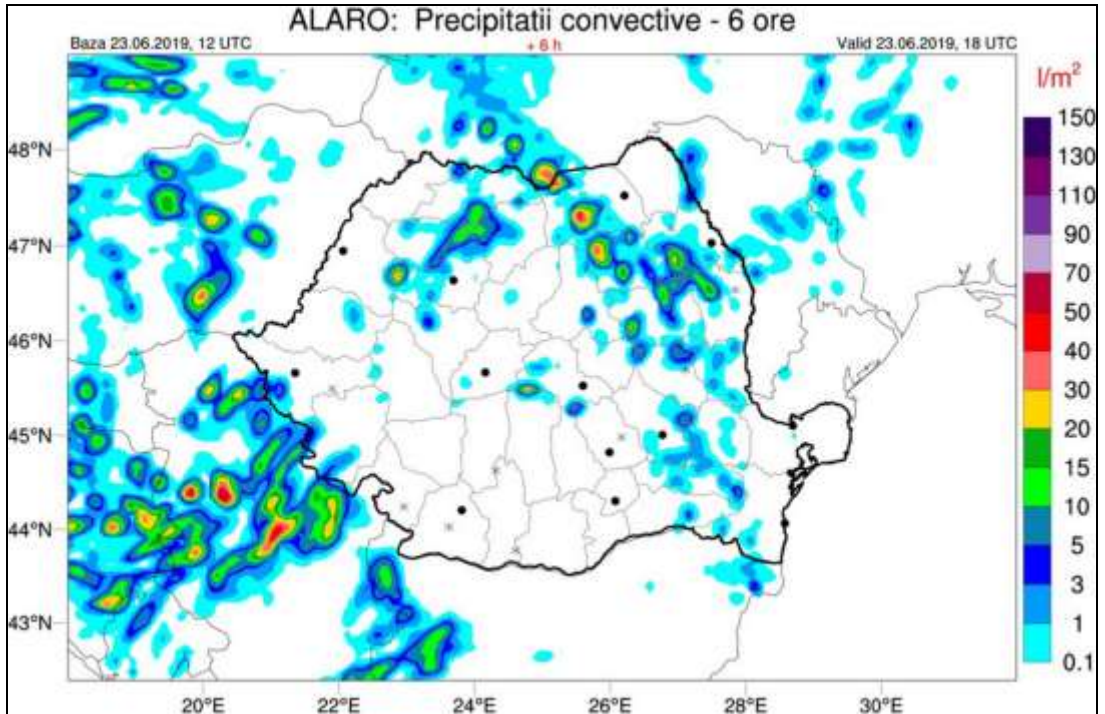 ALARO: Precipitatii convective - 6 ore
Baza 23.06.2019, 12 UTC
+ 6 h
Valid 23.06.2019, 18 UTC
l/m²
150
130
110
90
70
50
40
30
20
15
10
5
3
1
0.1
48°N
47°N
46°N
45°N
44°N
43°N
20°E
22°E
24°E
26°E
28°E
30°E